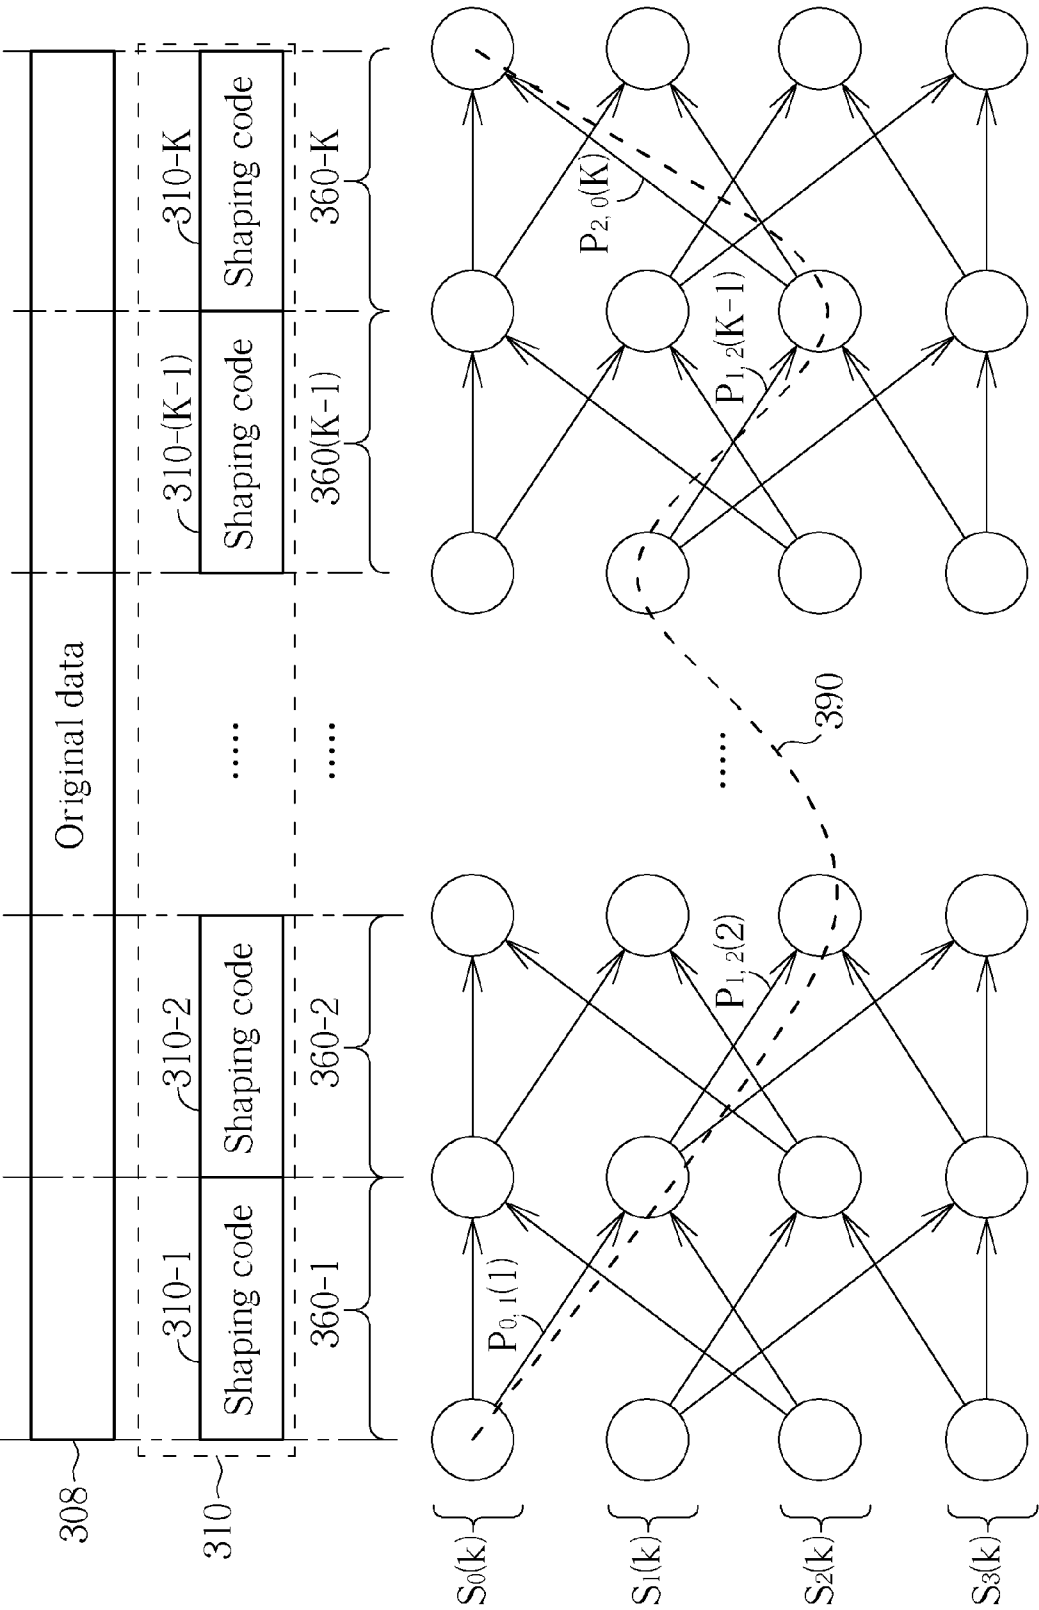 308
Original data
310
310-1
310-2
310-(K-1)
310-K
Shaping code
Shaping code
.....
Shaping code
Shaping code
360-1
360-2
.....
360(K-1)
360-K
S0(k)
P0, 1(1)
P2, 0(K)
S1(k)
P1, 2(2)
.....
P1, 2(K-1)
S2(k)
390
S3(k)